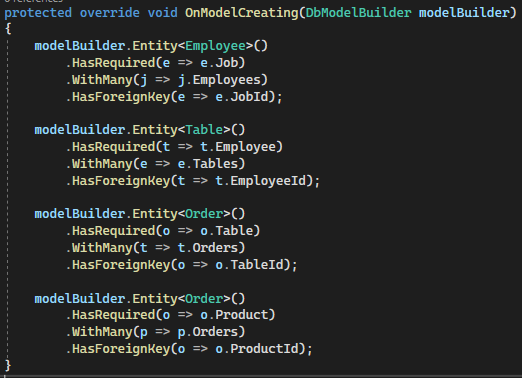 0 references
protected override void OnModelCreating(DbModelBuilder modelBuilder)
{
    modelBuilder.Entity<Employee>()
        .HasRequired(e => e.Job)
        .WithMany(j => j.Employees)
        .HasForeignKey(e => e.JobId);

    modelBuilder.Entity<Table>()
        .HasRequired(t => t.Employee)
        .WithMany(e => e.Tables)
        .HasForeignKey(t => t.EmployeeId);

    modelBuilder.Entity<Order>()
        .HasRequired(o => o.Table)
        .WithMany(t => t.Orders)
        .HasForeignKey(o => o.TableId);

    modelBuilder.Entity<Order>()
        .HasRequired(o => o.Product)
        .WithMany(p => p.Orders)
        .HasForeignKey(o => o.ProductId);
}